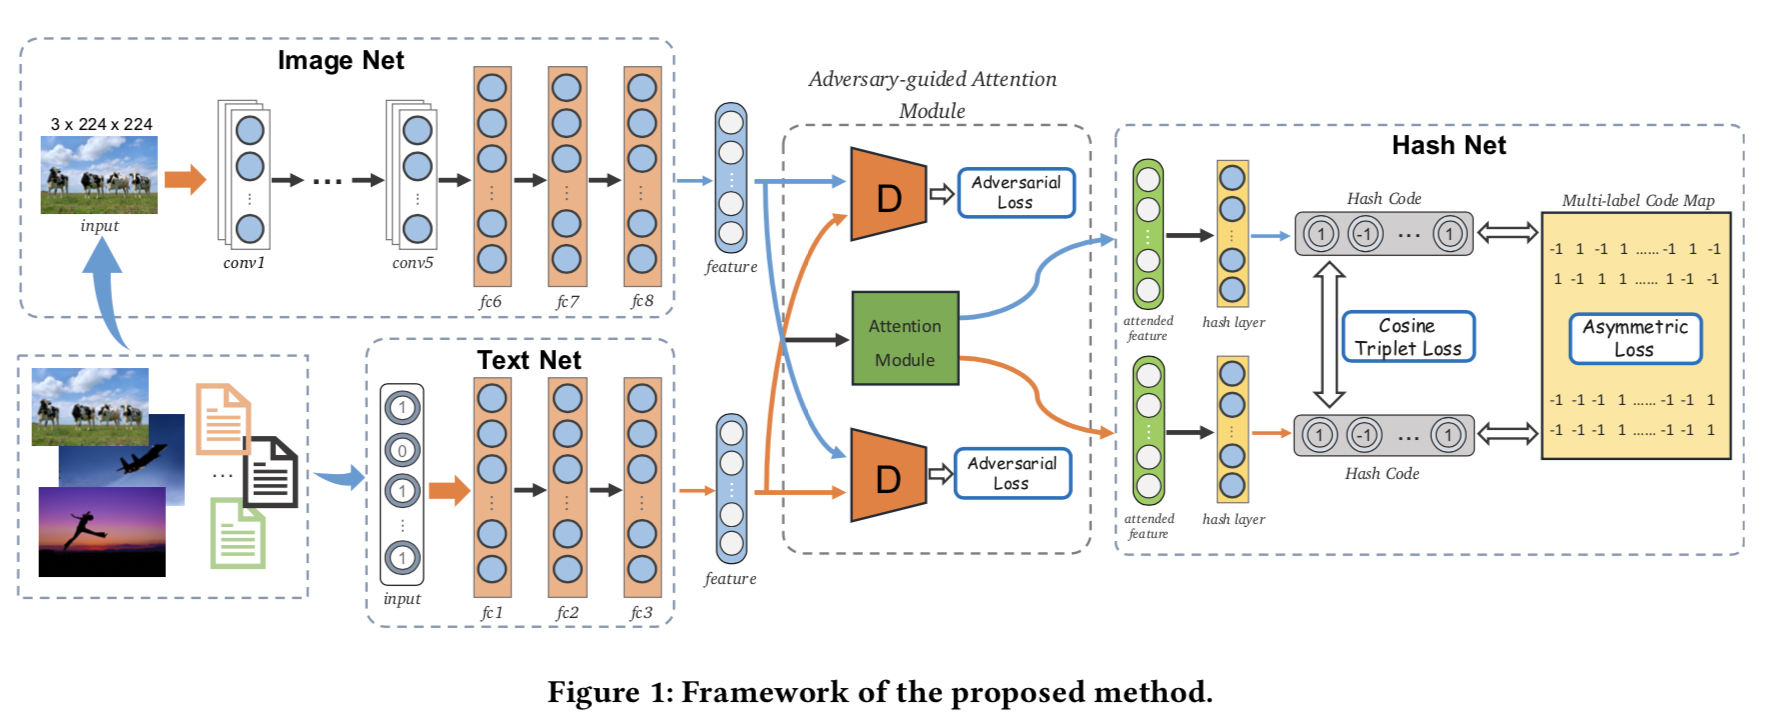 Image Net
3 x 224 x 224
input
conv1
...
conv5
fc6
fc7
fc8
feature
Text Net
1
0
1
1
input
fc1
fc2
fc3
feature
...
Adversary-guided Attention
Module
D
Adversarial
Loss
Attention
Module
D
Adversarial
Loss
Hash Net
attended
feature
hash layer
Hash Code
1 -1 ... 1
Cosine
Triplet Loss
attended
feature
hash layer
1 -1 ... 1
Hash Code
Multi-label Code Map
-1 1 -1 1 ...... -1 1 -1
1 -1 1 1 ...... 1 -1 -1
Asymmetric
Loss
-1 -1 -1 1 ...... -1 -1 1
-1 -1 -1 1 ...... -1 -1 1
Figure 1: Framework of the proposed method.